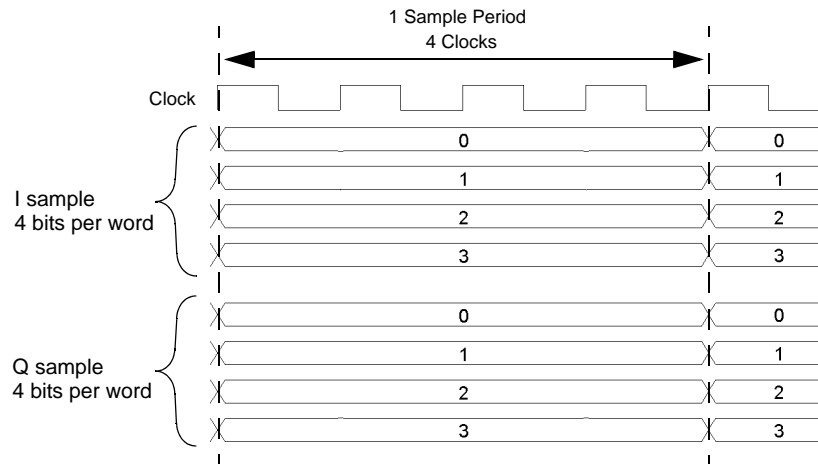 1 Sample Period
4 Clocks
Clock
0 0
1 1
I sample
4 bits per word
2 2
3 3
0 0
1 1
Q sample
4 bits per word
2 2
3 3